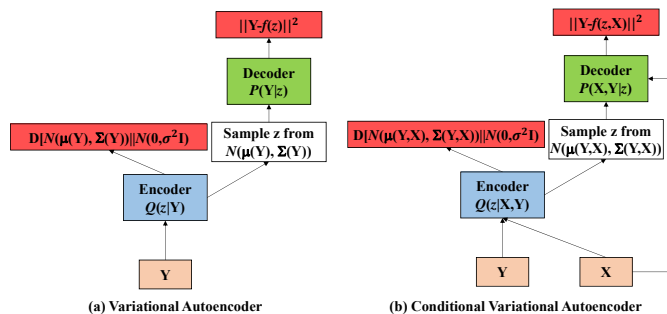 ||Y-f(z)||²
Decoder
P(Y|z)
D[N(μ(Y), Σ(Y))||N(0,σ²I)
Sample z from
N(μ(Y), Σ(Y))
Encoder
Q(z|Y)
Y
(a) Variational Autoencoder
||Y-f(z,X)||²
Decoder
P(X,Y|z)
D[N(μ(Y,X), Σ(Y,X))||N(0,σ²I)
Sample z from
N(μ(Y,X), Σ(Y,X))
Encoder
Q(z|X,Y)
Y
X
(b) Conditional Variational Autoencoder